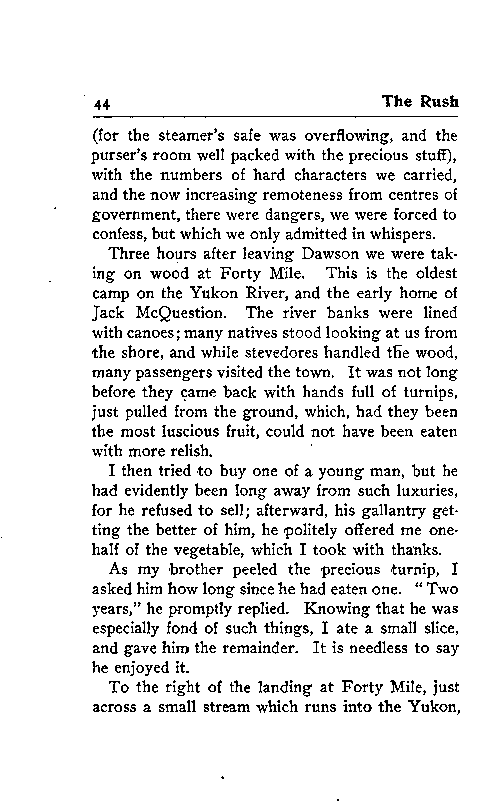 44 The Rush
(for the steamer's safe was overflowing, and the
purser's room well packed with the precious stuff),
with the numbers of hard characters we carried,
and the now increasing remoteness from centres of
government, there were dangers, we were forced to
confess, but which we only admitted in whispers.
Three hours after leaving Dawson we were tak-
ing on wood at Forty Mile. This is the oldest
camp on the Yukon River, and the early home of
Jack McQuestion. The river banks were lined
with canoes; many natives stood looking at us from
the shore, and while stevedores handled the wood,
many passengers visited the town. It was not long
before they came back with hands full of turnips,
just pulled from the ground, which, had they been
the most luscious fruit, could not have been eaten
with more relish.
I then tried to buy one of a young man, but he
had evidently been long away from such luxuries,
for he refused to sell; afterward, his gallantry get-
ting the better of him, he politely offered me one-
half of the vegetable, which I took with thanks.
As my brother peeled the precious turnip, I
asked him how long since he had eaten one. "Two
years," he promptly replied. Knowing that he was
especially fond of such things, I ate a small slice,
and gave him the remainder. It is needless to say
he enjoyed it.
To the right of the landing at Forty Mile, just
across a small stream which runs into the Yukon,